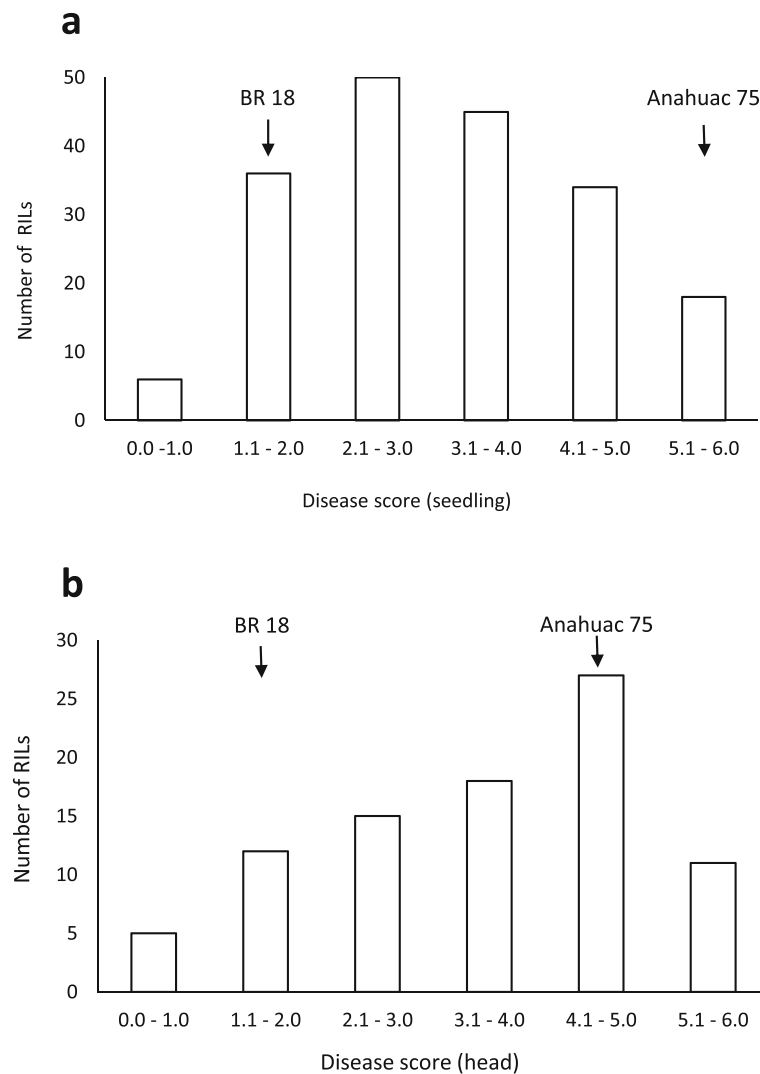 a
50
BR 18
Anahuac 75
40
30
20
10
0
Number of RILs
0.0 -1.0 1.1 - 2.0 2.1 - 3.0 3.1 - 4.0 4.1 - 5.0 5.1 - 6.0
Disease score (seedling)
b
BR 18
Anahuac 75
30
25
20
15
10
5
0
Number of RILs
0.0 - 1.0 1.1 - 2.0 2.1 - 3.0 3.1 - 4.0 4.1 - 5.0 5.1 - 6.0
Disease score (head)